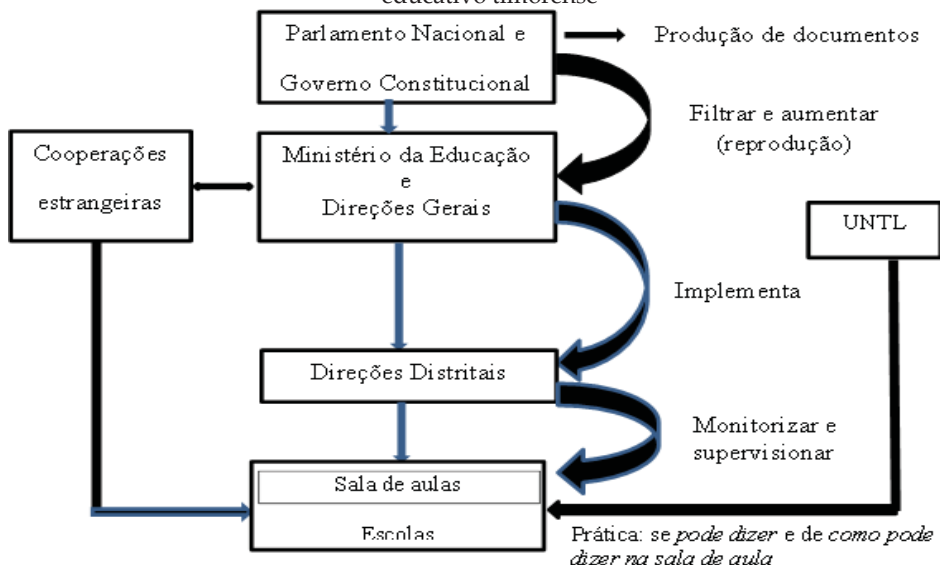 educativo timorense
Parlamento Nacional e
Governo Constitucional
Produção de documentos
Filtrar e aumentar
(reprodução)
Cooperações
estrangeiras
Ministério da Educação
e
Direções Gerais
UNTL
Implementa
Direções Distritais
Monitorizar e
supervisionar
Sala de aulas
Escolas
Prática: se pode dizer e de como pode
dizer na sala de aula